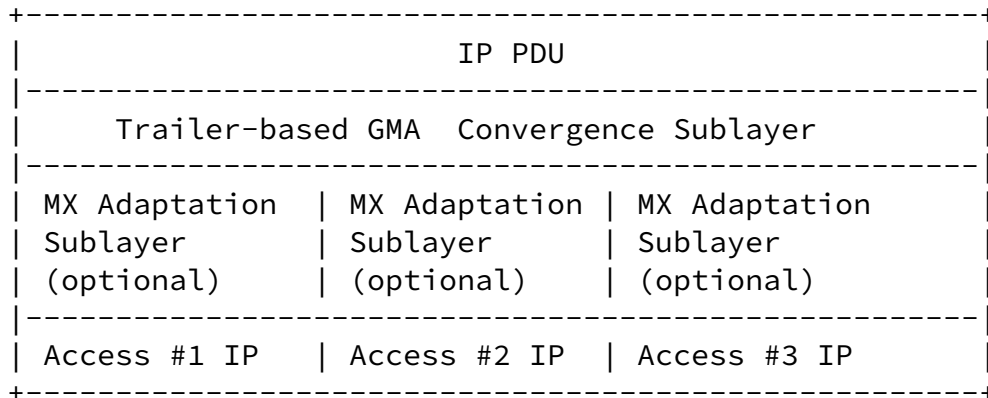 +-----------------------------------------------------+
|                        IP PDU                       |
|-----------------------------------------------------|
|     Trailer-based GMA  Convergence Sublayer         |
|-----------------------------------------------------|
| MX Adaptation  | MX Adaptation | MX Adaptation      |
| Sublayer       | Sublayer      | Sublayer           |
| (optional)     | (optional)    | (optional)         |
|-----------------------------------------------------|
| Access #1 IP   | Access #2 IP  | Access #3 IP       |
+-----------------------------------------------------+